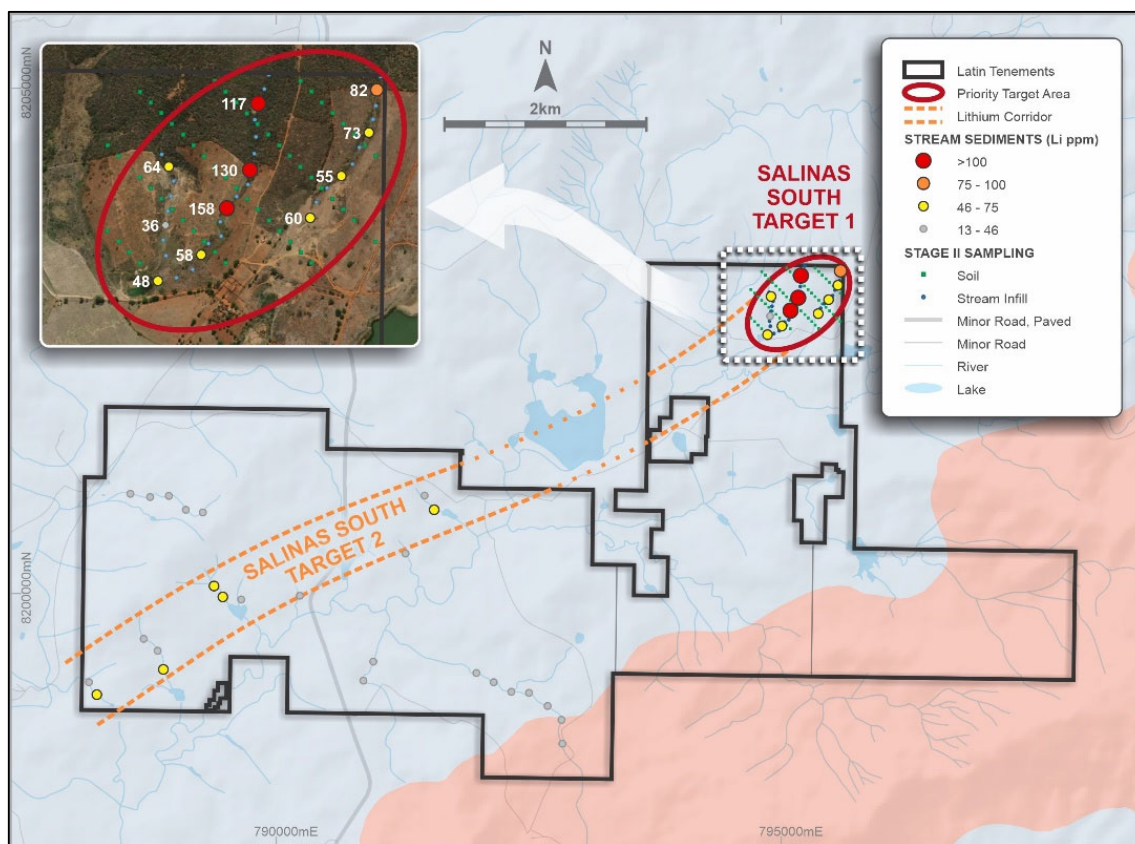 8205000mN
8200000mN
790000mE
795000mE
117
82
73
64
130
55
158
36
60
58
48
N
2km
SALINAS
SOUTH
TARGET 1
SALINAS SOUTH
TARGET 2
Latin Tenements
Priority Target Area
Lithium Corridor
STREAM SEDIMENTS (Li ppm)
>100
75 - 100
46 - 75
13 - 46
STAGE II SAMPLING
Soil
Stream Infill
Minor Road, Paved
Minor Road
River
Lake